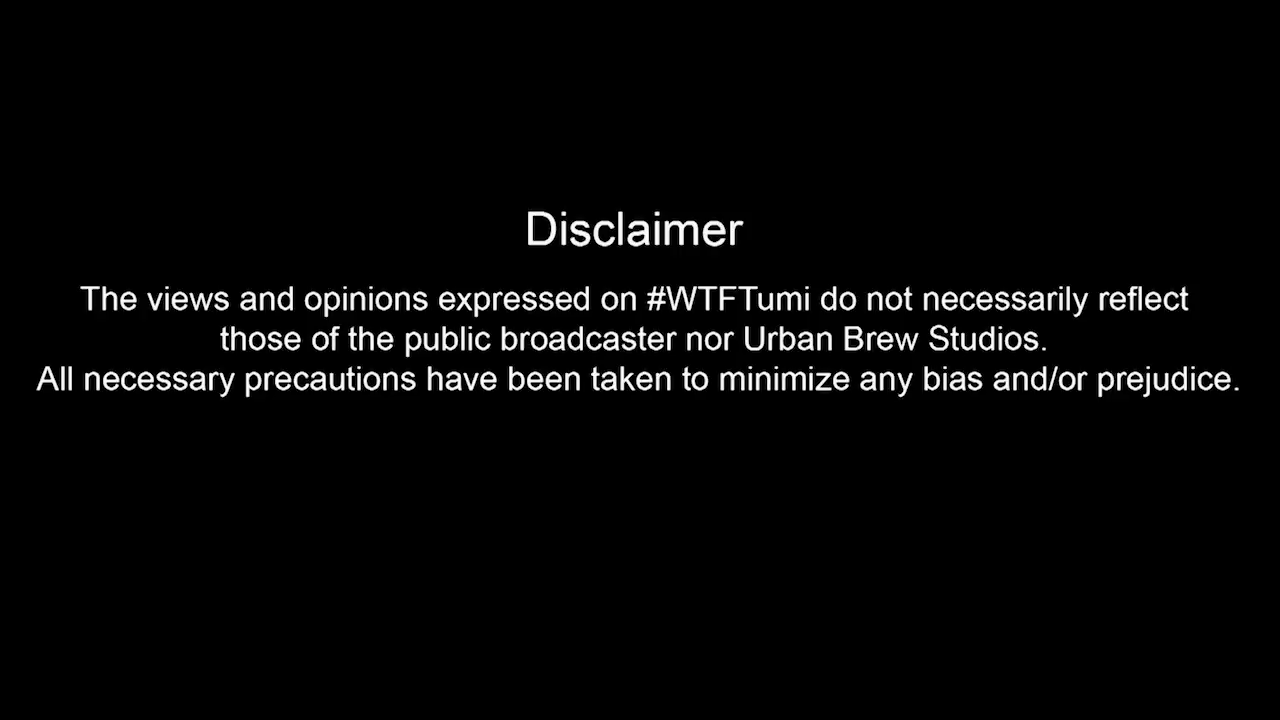 Disclaimer
The views and opinions expressed on #WTFTumi do not necessarily reflect
those of the public broadcaster nor Urban Brew Studios.
All necessary precautions have been taken to minimize any bias and/or prejudice.